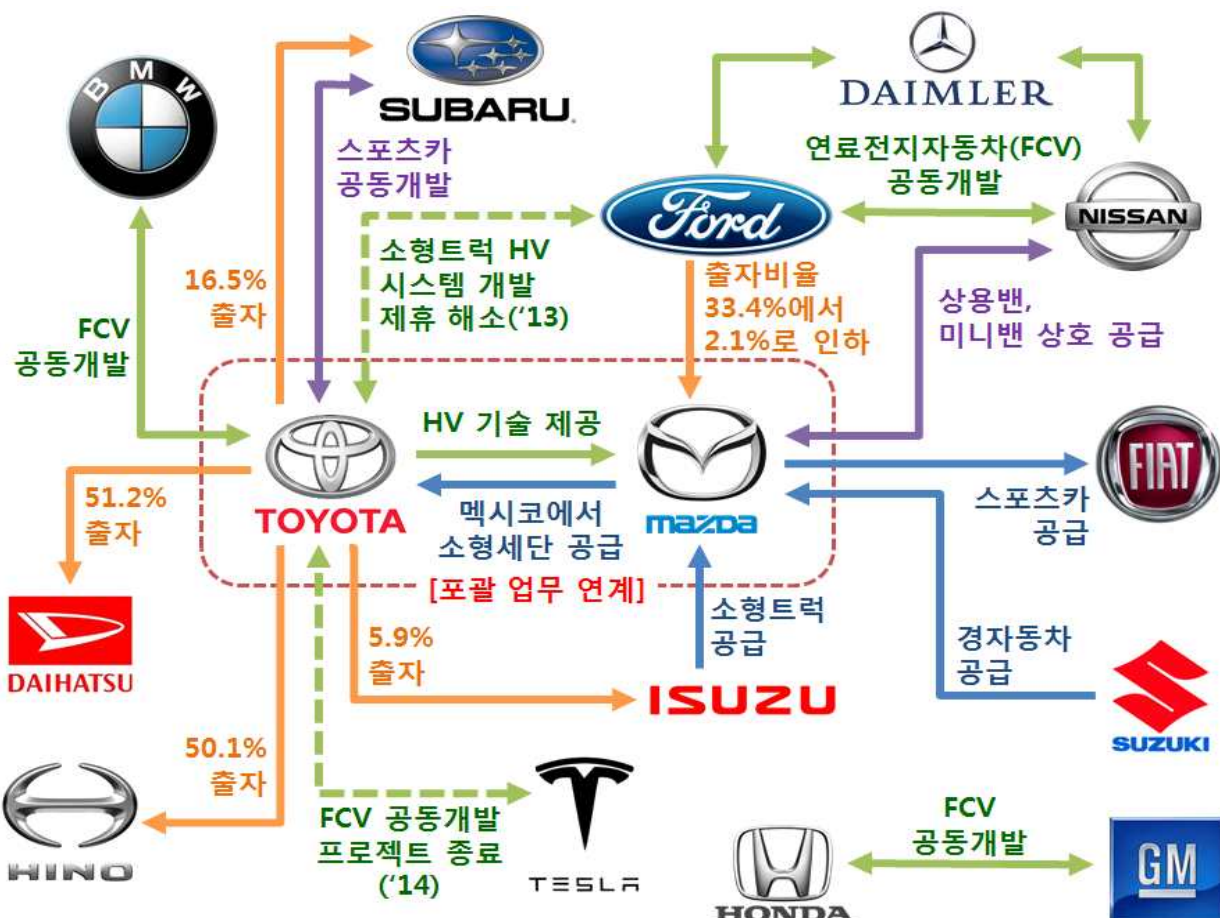 BMW
SUBARU
DAIMLER
스포츠카
공동개발
연료전지자동차(FCV)
공동개발
Ford
NISSAN
소형트럭 HV
시스템 개발
제휴 해소('13)
16.5%
출자
출자비율
33.4%에서
2.1%로 인하
상용밴,
미니밴 상호 공급
FCV
공동개발
HV 기술 제공
TOYOTA
mazda
FIAT
51.2%
출자
멕시코에서
소형세단 공급
스포츠카
공급
[포괄 업무 연계]
DAIHATSU
5.9%
출자
소형트럭
공급
경자동차
공급
ISUZU
SUZUKI
50.1%
출자
HINO
FCV 공동개발
프로젝트 종료
('14)
TESLA
FCV
공동개발
HONDA
GM